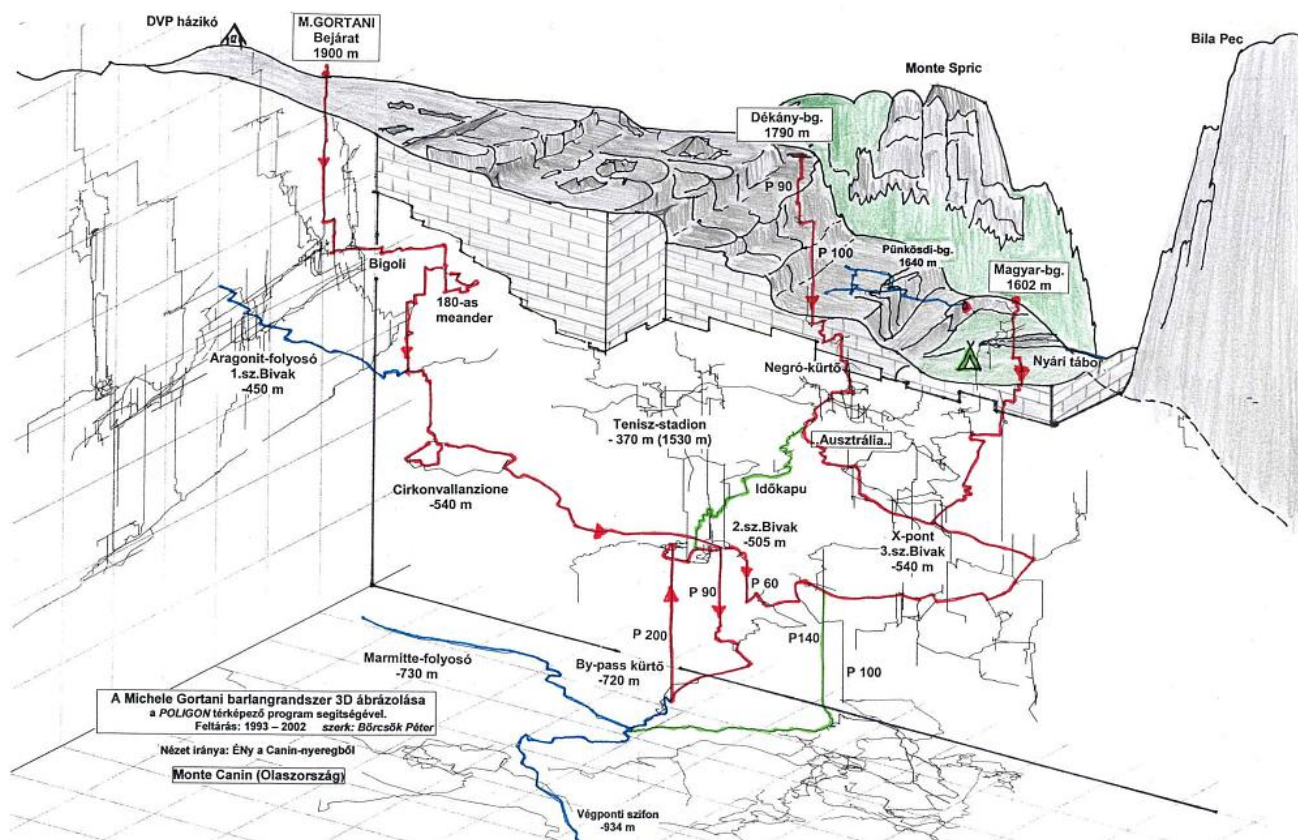 DVP házikó
M.GORTANI
Bejárat
1900 m
Bila Pec
Monte Spric
Dékány-bg.
1790 m
P 90
P 100
Pünkösdi-bg.
1640 m
Magyar-bg.
1602 m
Bigoli
180-as
meander
Aragonit-folyosó
1.sz.Bivak
-450 m
Negró-kürtő
Nyári tábor
Tenisz-stadion
- 370 m (1530 m)
Ausztrália..
Cirkonvallanzione
-540 m
Időkapu
2.sz.Bivak
-505 m
X-pont
3.sz.Bivak
-540 m
P 90
P 60
P 200
P140
P 100
Marmitte-folyosó
-730 m
By-pass kürtő
-720 m
A Michele Gortani barlangrandszer 3D ábrázolása
a POLIGON térképező program segítségével.
Feltárás: 1993 – 2002 szerk: Börcsök Péter
Nézet iránya: ÉNy a Canin-nyeregből
Monte Canin (Olaszország)
Végponti szifon
-934 m